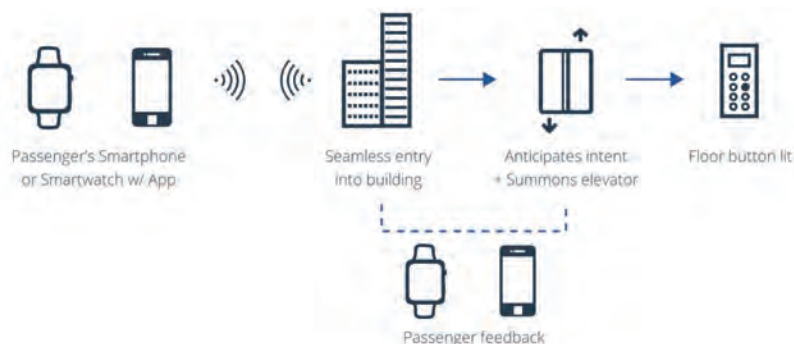 Passenger's Smartphone
or Smartwatch w/ App
Seamless entry
into building
Anticipates intent
+ Summons elevator
Floor button lit
Passenger feedback